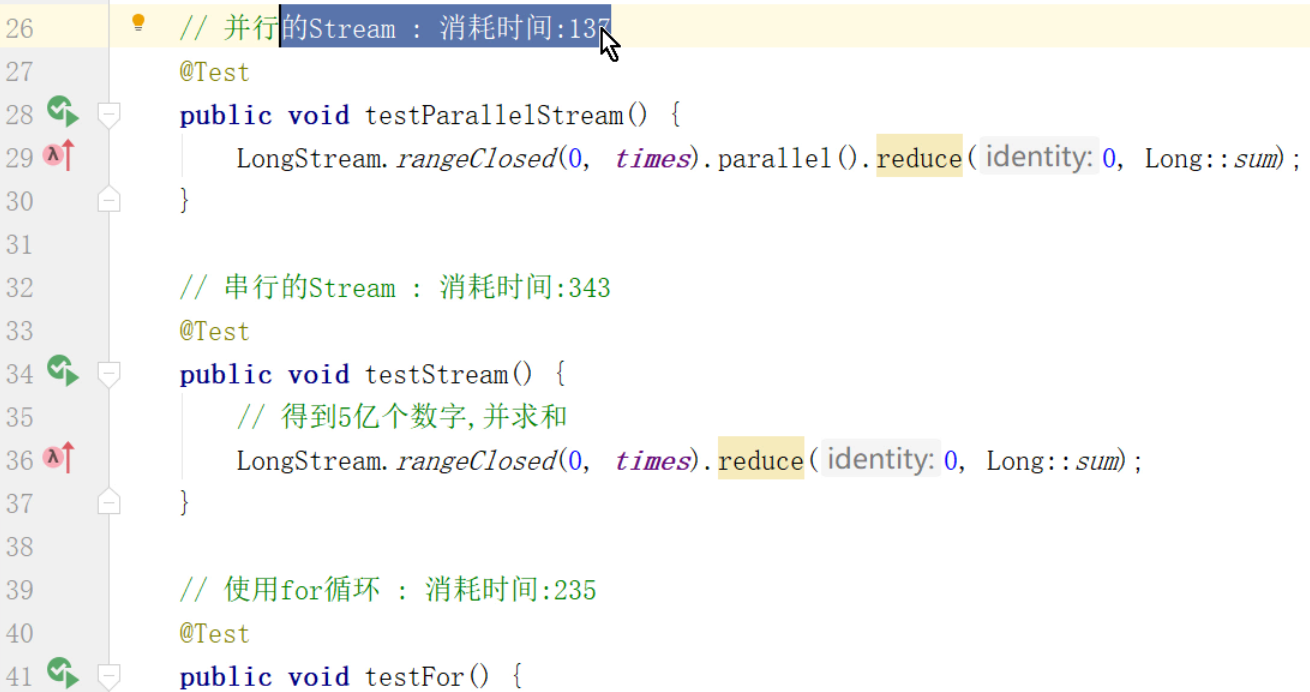 26 // 并行的Stream : 消耗时间:137
27 @Test
28 public void testParallelStream() {
29 LongStream.rangeClosed(0, times).parallel().reduce( identity: 0, Long::sum);
30 }
31
32 // 串行的Stream : 消耗时间:343
33 @Test
34 public void testStream() {
35 // 得到5亿个数字,并求和
36 LongStream.rangeClosed(0, times).reduce( identity: 0, Long::sum);
37 }
38
39 // 使用for循环 : 消耗时间:235
40 @Test
41 public void testFor() {